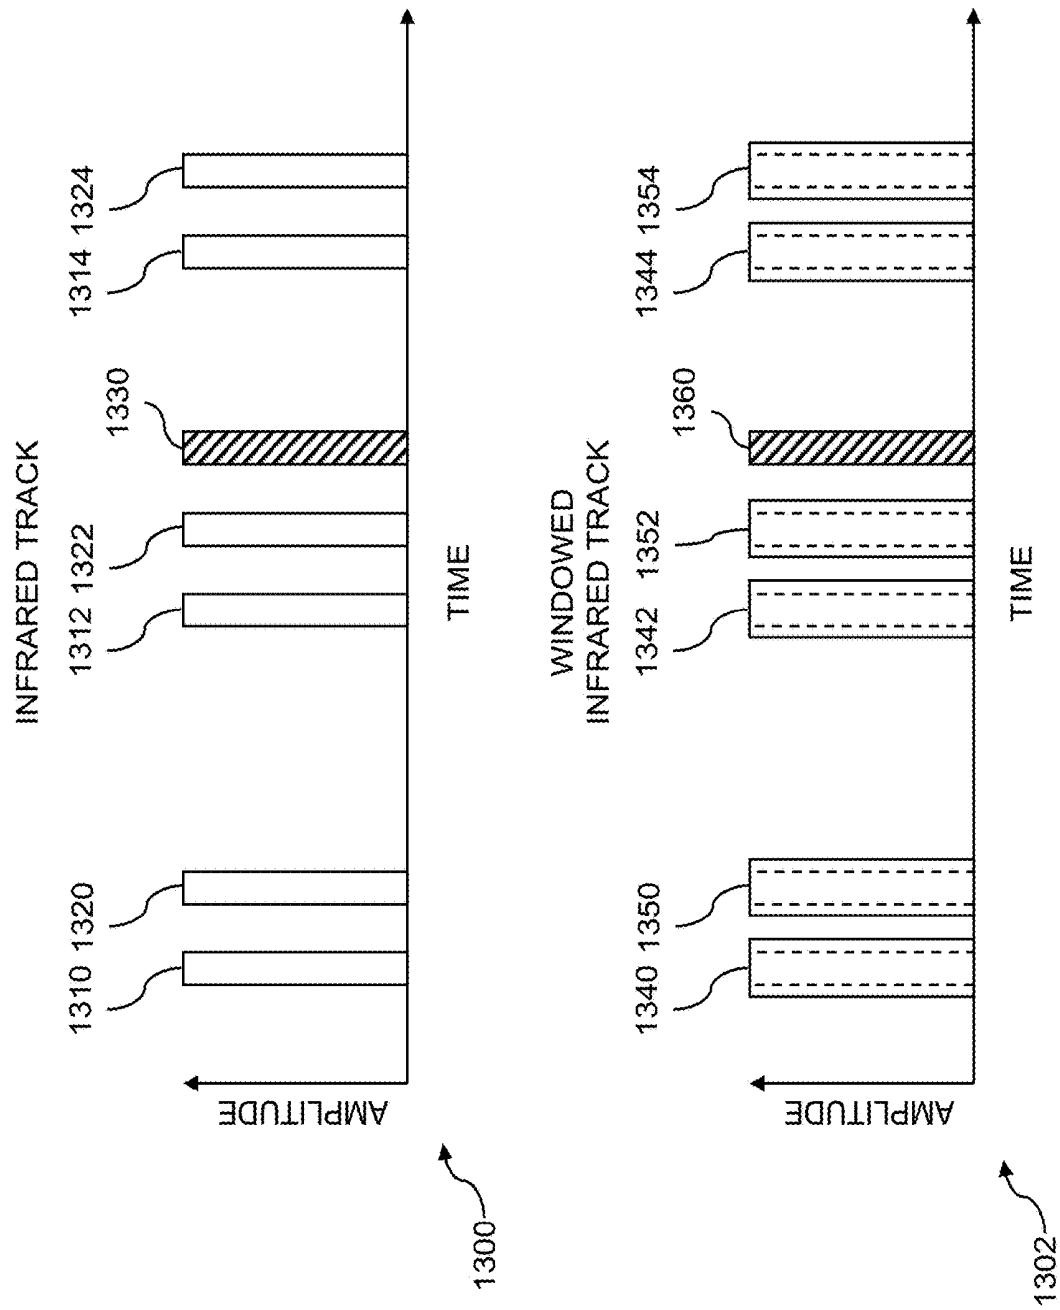 INFRARED TRACK
1310
1320
1312
1322
1330
1314
1324
AMPLITUDE
TIME
1300
WINDOWED
INFRARED TRACK
1340
1350
1342
1352
1360
1344
1354
AMPLITUDE
TIME
1302